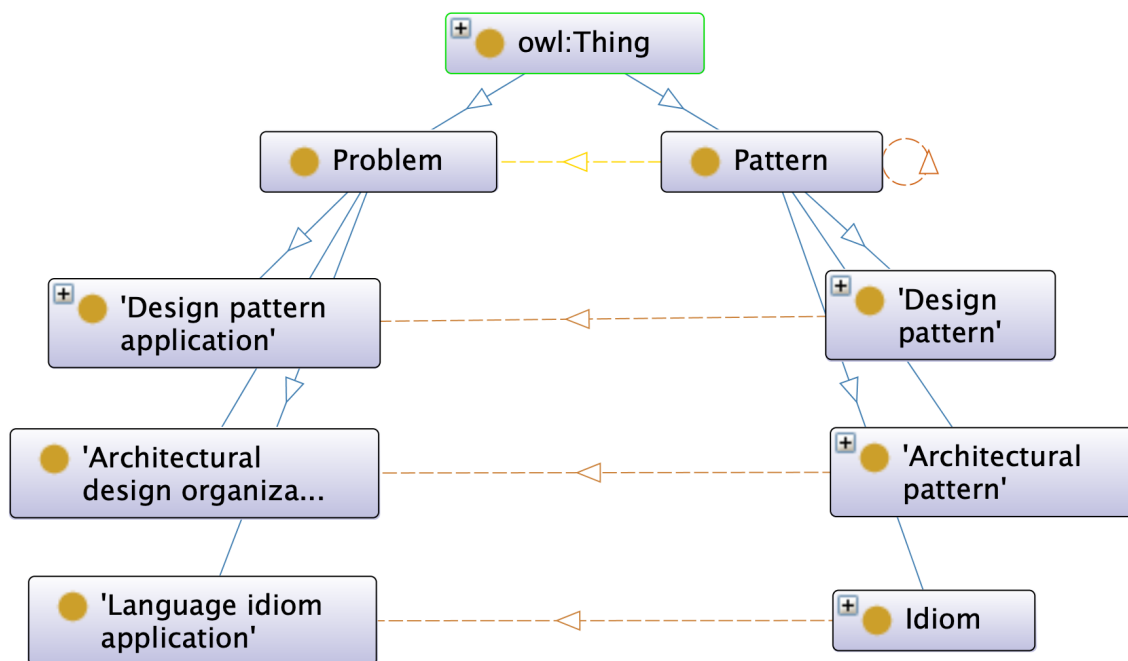 owl:Thing
Problem
Pattern
'Design pattern
application'
'Design
pattern'
'Architectural
design organiza...
'Architectural
pattern'
'Language idiom
application'
Idiom